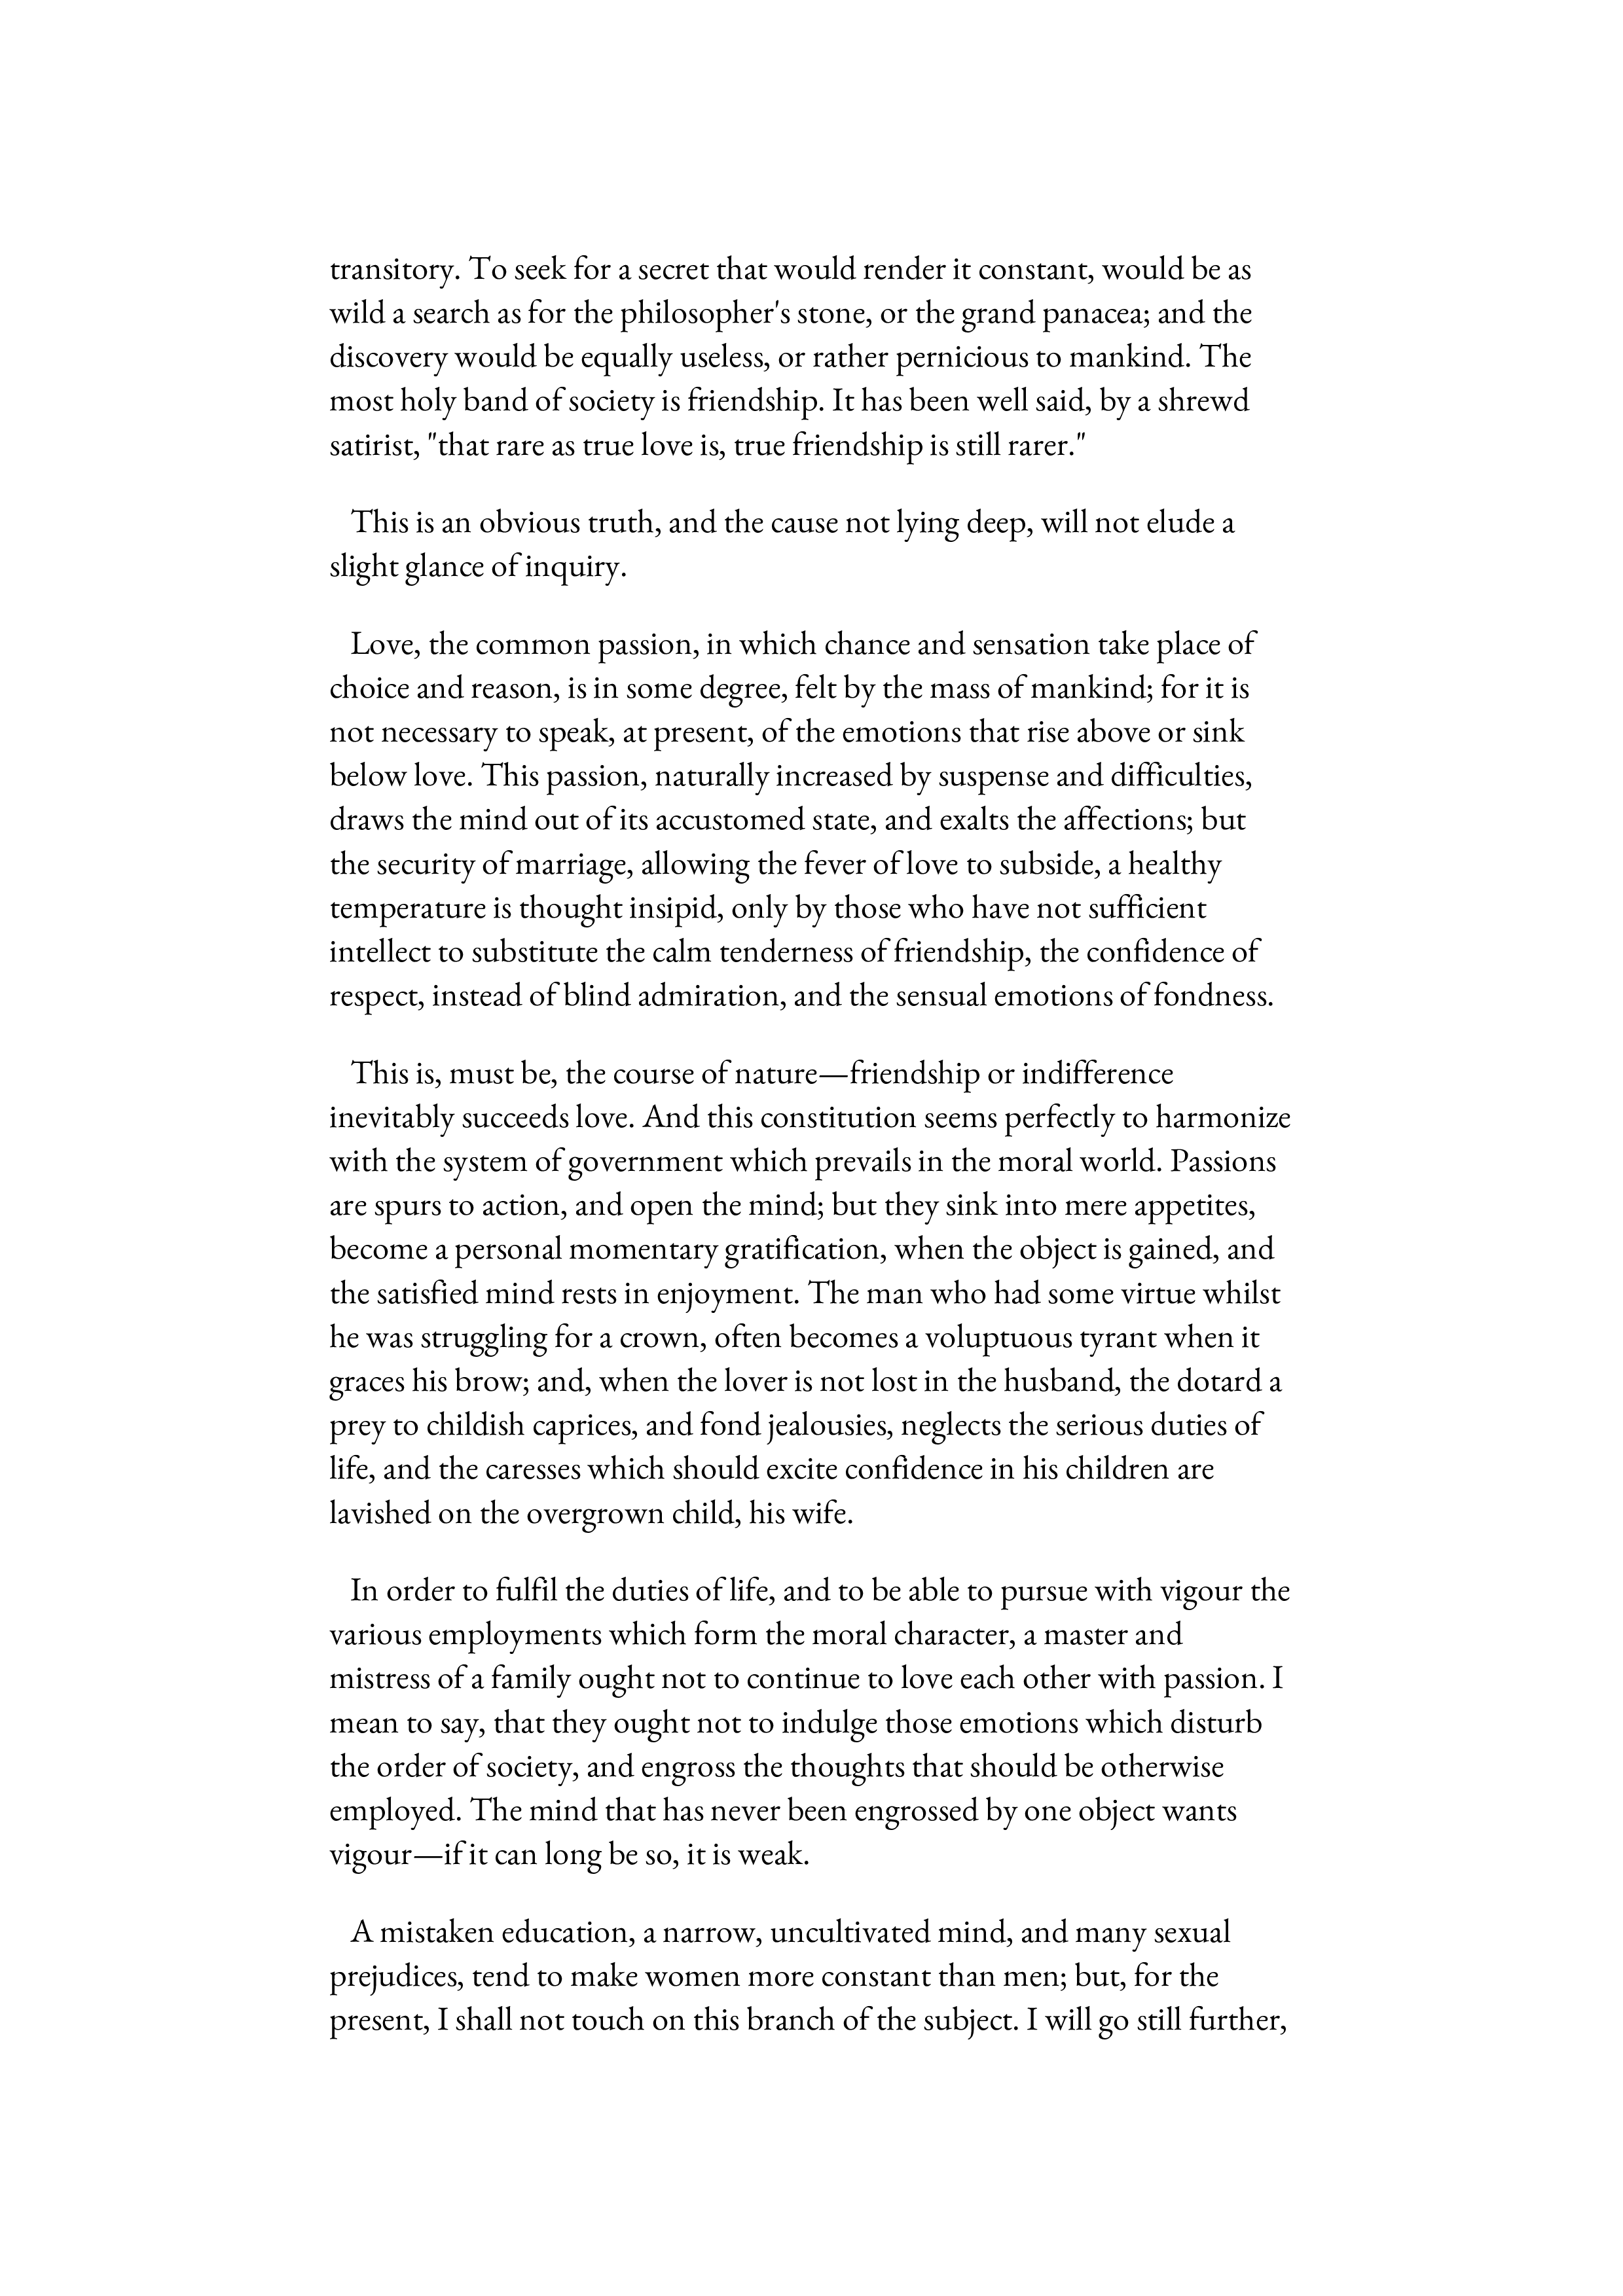 transitory. To seek for a secret that would render it constant, would be as
wild a search as for the philosopher's stone, or the grand panacea; and the
discovery would be equally useless, or rather pernicious to mankind. The
most holy band of society is friendship. It has been well said, by a shrewd
satirist, "that rare as true love is, true friendship is still rarer."
This is an obvious truth, and the cause not lying deep, will not elude a
slight glance of inquiry.
Love, the common passion, in which chance and sensation take place of
choice and reason, is in some degree, felt by the mass of mankind; for it is
not necessary to speak, at present, of the emotions that rise above or sink
below love. This passion, naturally increased by suspense and difficulties,
draws the mind out of its accustomed state, and exalts the affections; but
the security of marriage, allowing the fever of love to subside, a healthy
temperature is thought insipid, only by those who have not sufficient
intellect to substitute the calm tenderness of friendship, the confidence of
respect, instead of blind admiration, and the sensual emotions of fondness.
This is, must be, the course of nature—friendship or indifference
inevitably succeeds love. And this constitution seems perfectly to harmonize
with the system of government which prevails in the moral world. Passions
are spurs to action, and open the mind; but they sink into mere appetites,
become a personal momentary gratification, when the object is gained, and
the satisfied mind rests in enjoyment. The man who had some virtue whilst
he was struggling for a crown, often becomes a voluptuous tyrant when it
graces his brow; and, when the lover is not lost in the husband, the dotard a
prey to childish caprices, and fond jealousies, neglects the serious duties of
life, and the caresses which should excite confidence in his children are
lavished on the overgrown child, his wife.
In order to fulfil the duties of life, and to be able to pursue with vigour the
various employments which form the moral character, a master and
mistress of a family ought not to continue to love each other with passion. I
mean to say, that they ought not to indulge those emotions which disturb
the order of society, and engross the thoughts that should be otherwise
employed. The mind that has never been engrossed by one object wants
vigour—if it can long be so, it is weak.
A mistaken education, a narrow, uncultivated mind, and many sexual
prejudices, tend to make women more constant than men; but, for the
present, I shall not touch on this branch of the subject. I will go still further,